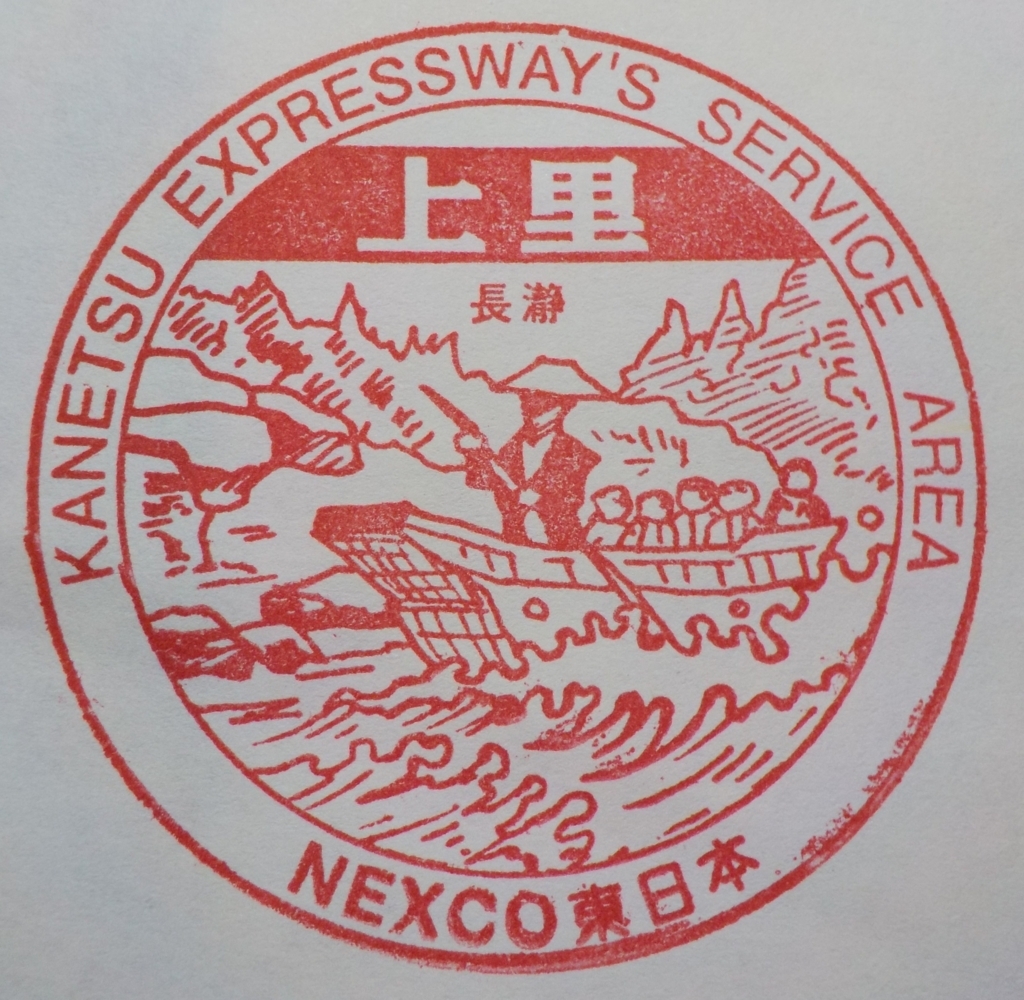 KANETSU EXPRESSWAY'S SERVICE AREA
上里
長瀞
NEXCO東日本